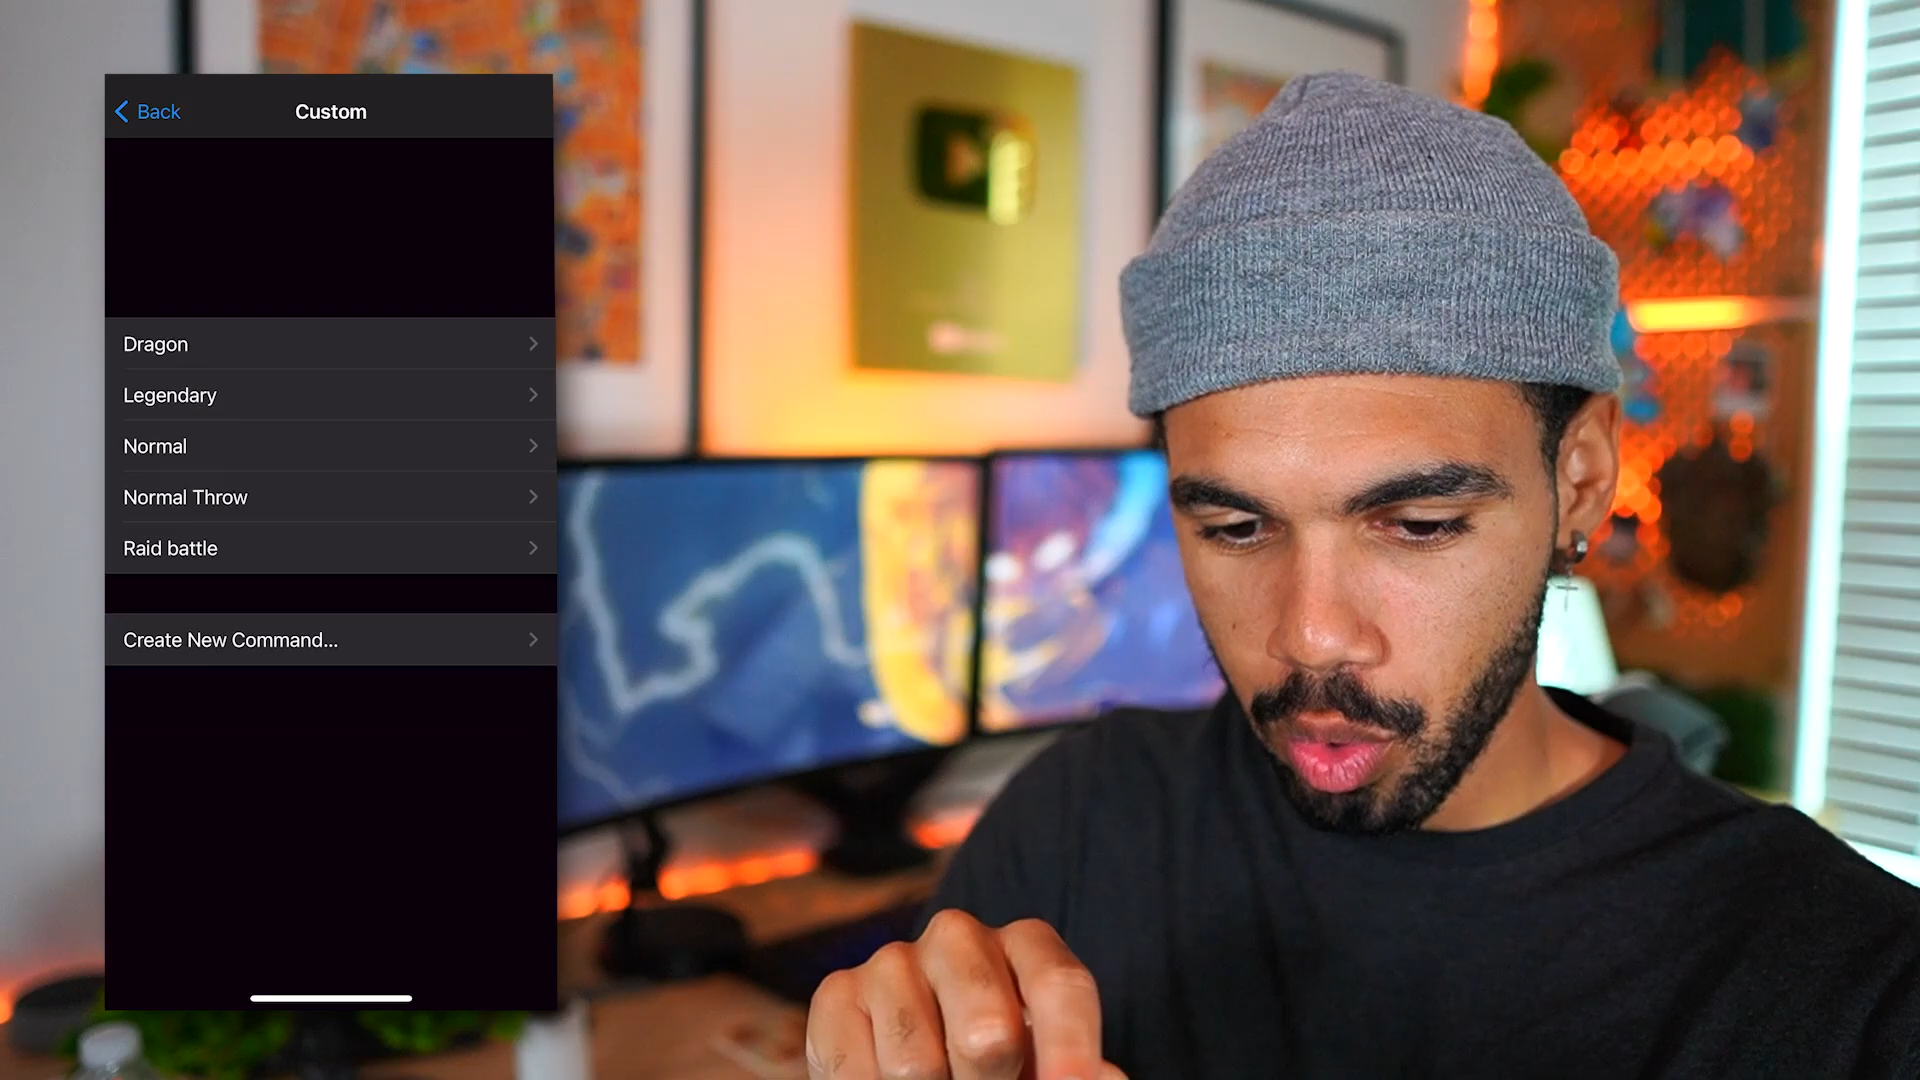 Back
Custom
Dragon
Legendary
Normal
Normal Throw
Raid battle
Create New Command...